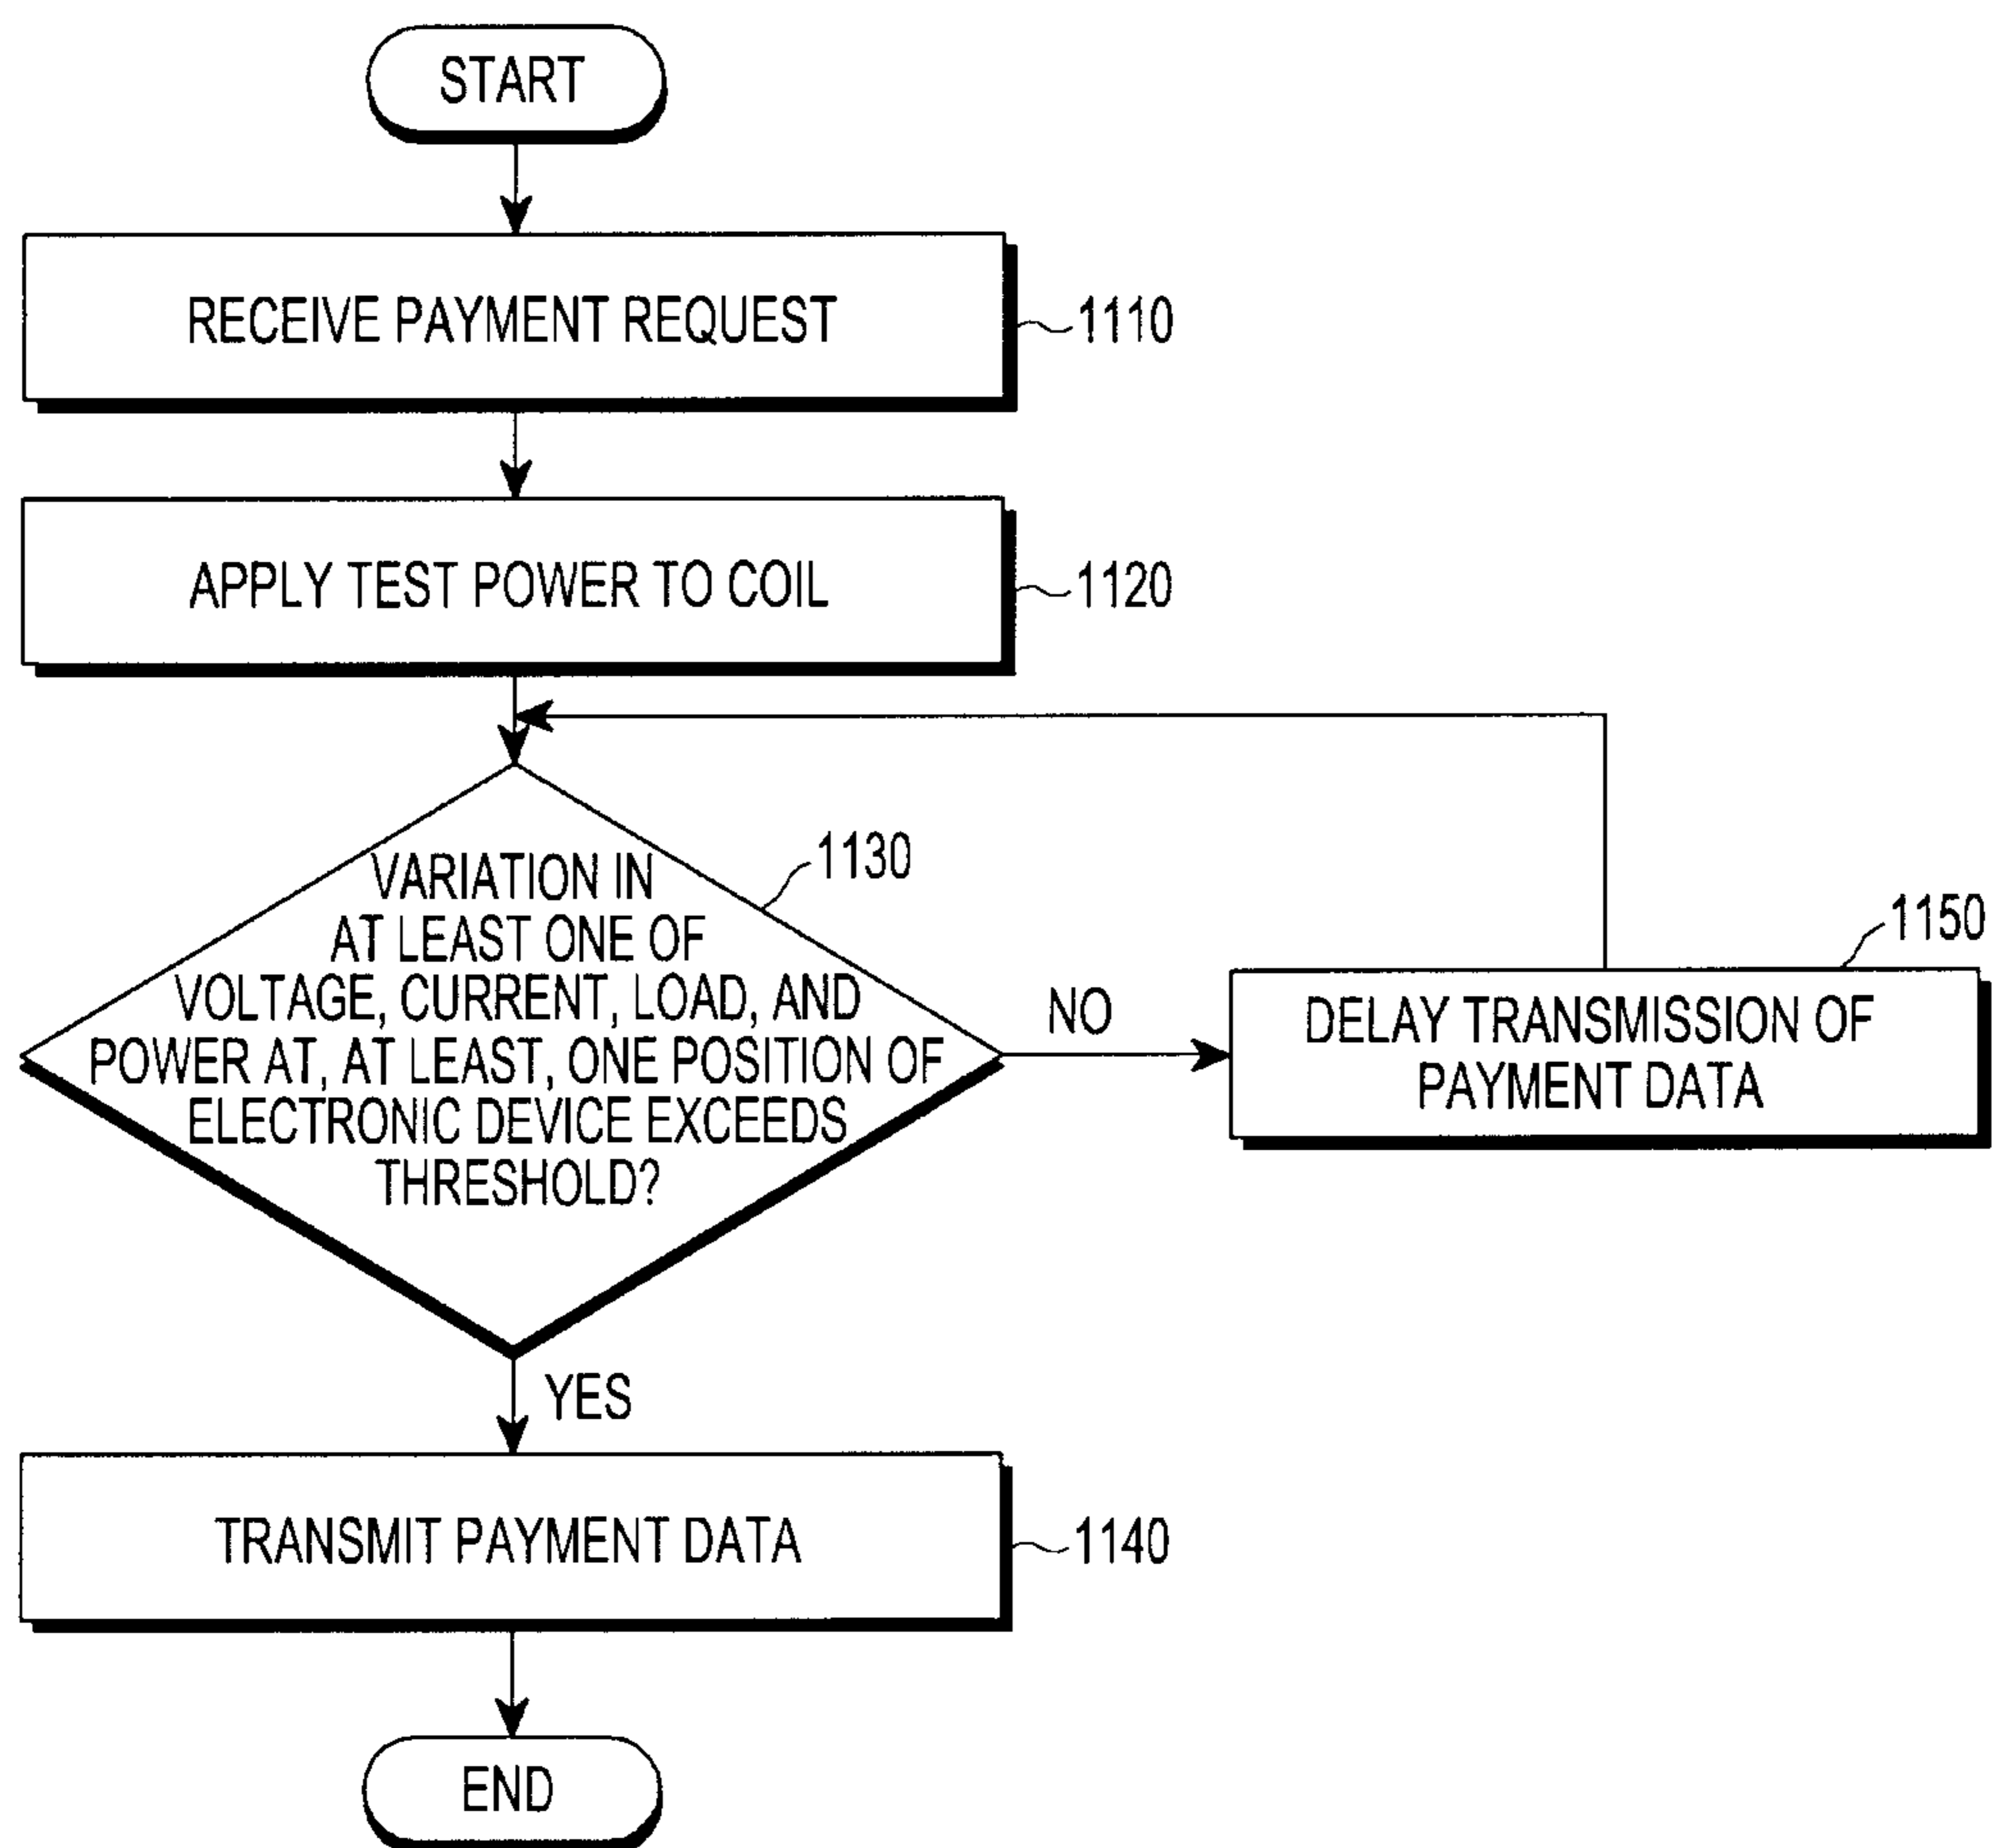 START
RECEIVE PAYMENT REQUEST
1110
APPLY TEST POWER TO COIL
1120
VARIATION IN
AT LEAST ONE OF
VOLTAGE, CURRENT, LOAD, AND
POWER AT, AT LEAST, ONE POSITION OF
ELECTRONIC DEVICE EXCEEDS
THRESHOLD?
1130
NO
DELAY TRANSMISSION OF
PAYMENT DATA
1150
YES
TRANSMIT PAYMENT DATA
1140
END